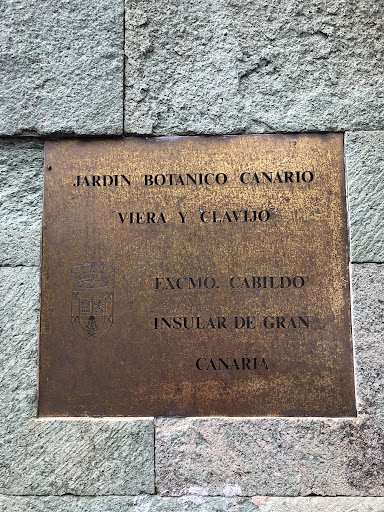 JARDIN BOTANICO CANARIO
"VIERA Y CLAVIJO"
EXCMO. CABILDO
INSULAR DE GRAN
CANARIA